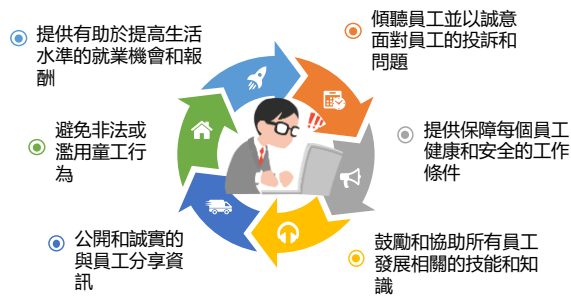 提供有助於提高生活
水準的就業機會和報
酬
傾聽員工並以誠意
面對員工的投訴和
問題
避免非法或
濫用童工行
為
提供保障每個員工
健康和安全的工作
條件
公開和誠實的
與員工分享資
訊
鼓勵和協助所有員工
發展相關的技能和知
識